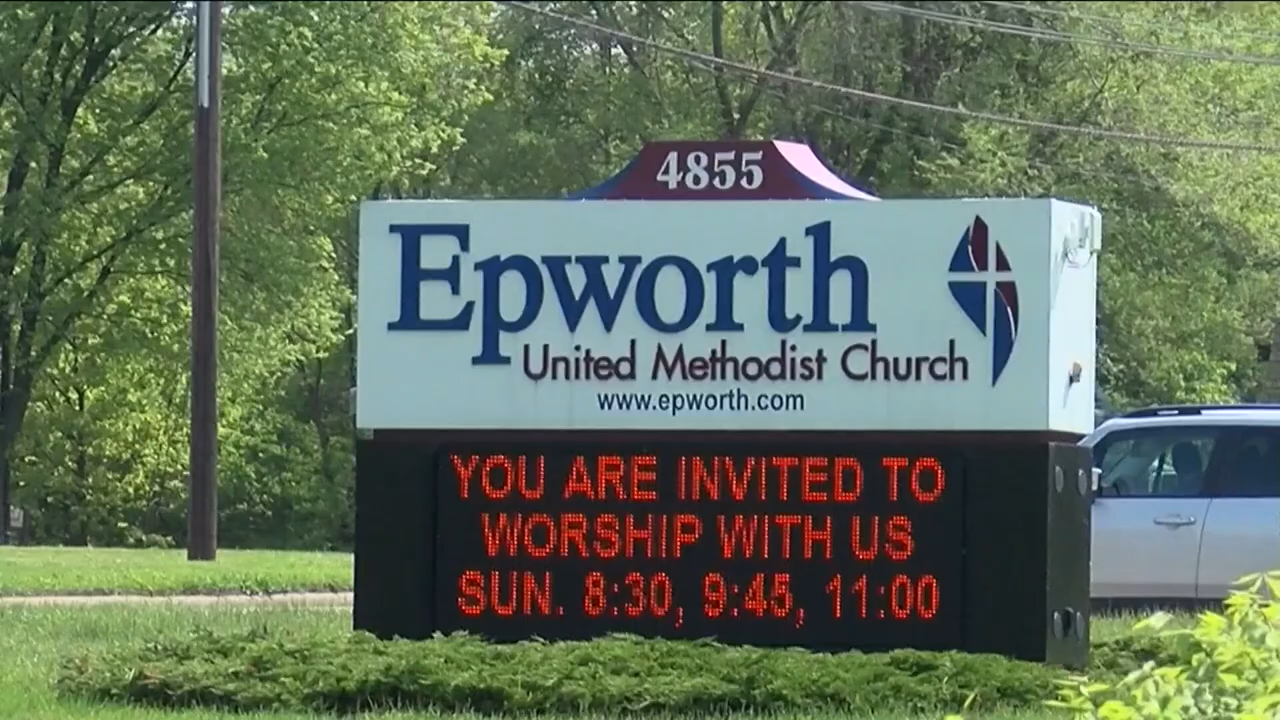 4855
Epworth
United Methodist Church
www.epworth.com
YOU ARE INVITED TO
WORSHIP WITH US
SUN. 8:30, 9:45, 11:00